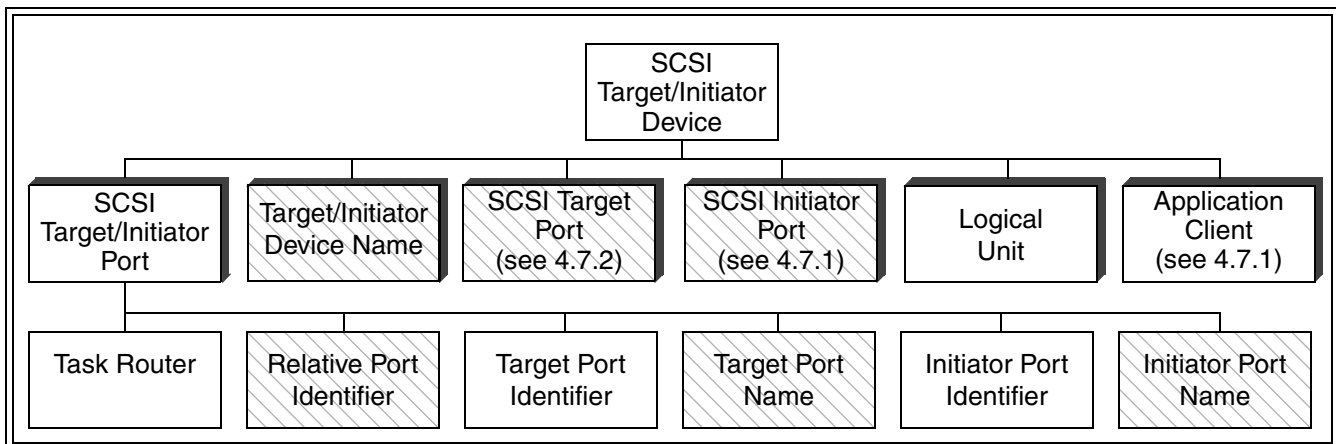 SCSI
Target/Initiator
Device
SCSI
Target/Initiator
Port
Target/Initiator
Device Name
SCSI Target
Port
(see 4.7.2)
SCSI Initiator
Port
(see 4.7.1)
Logical
Unit
Application
Client
(see 4.7.1)
Task Router
Relative Port
Identifier
Target Port
Identifier
Target Port
Name
Initiator Port
Identifier
Initiator Port
Name